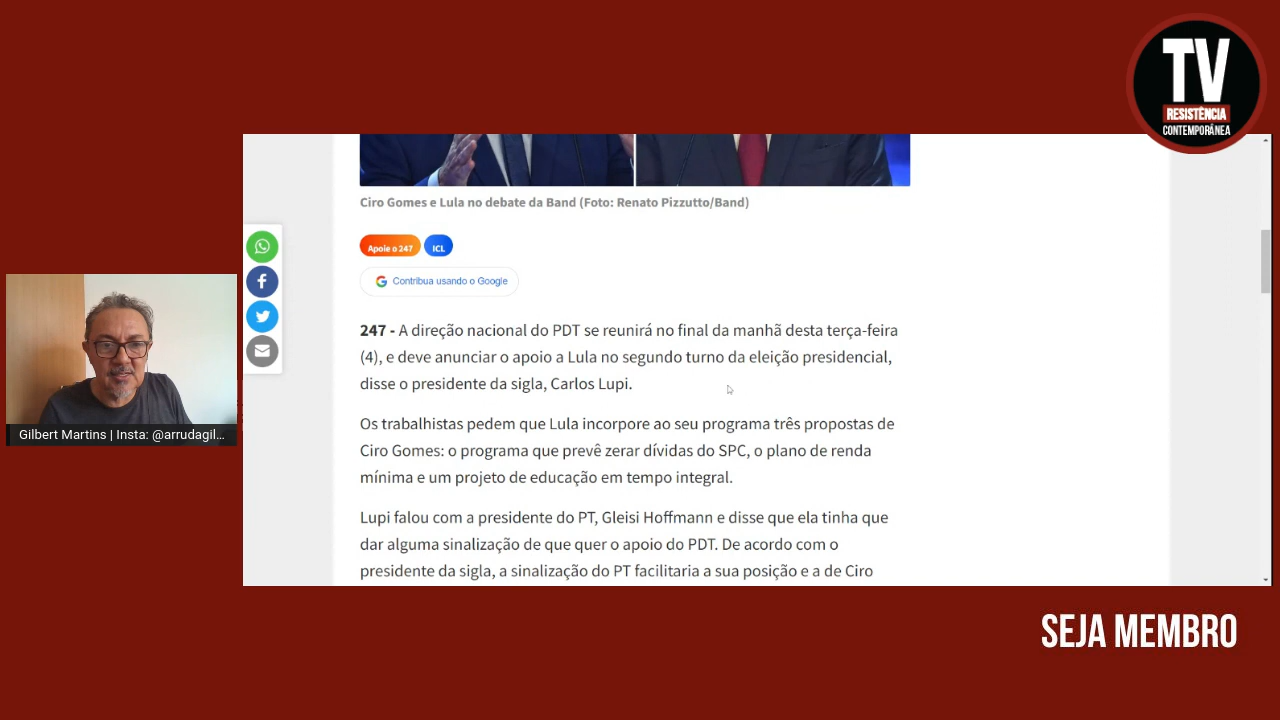 TV
RESISTÊNCIA
CONTEMPORÂNEA
Ciro Gomes e Lula no debate da Band (Foto: Renato Pizzutto/Band)
Apoie o 247
ICL
Contribua usando o Google
247 - A direção nacional do PDT se reunirá no final da manhã desta terça-feira
(4), e deve anunciar o apoio a Lula no segundo turno da eleição presidencial,
disse o presidente da sigla, Carlos Lupi.
Os trabalhistas pedem que Lula incorpore ao seu programa três propostas de
Ciro Gomes: o programa que prevê zerar dívidas do SPC, o plano de renda
mínima e um projeto de educação em tempo integral.
Lupi falou com a presidente do PT, Gleisi Hoffmann e disse que ela tinha que
dar alguma sinalização de que quer o apoio do PDT. De acordo com o
presidente da sigla, a sinalização do PT facilitaria a sua posição e a de Ciro
Gilbert Martins | Insta: @arrudagil...
SEJA MEMBRO